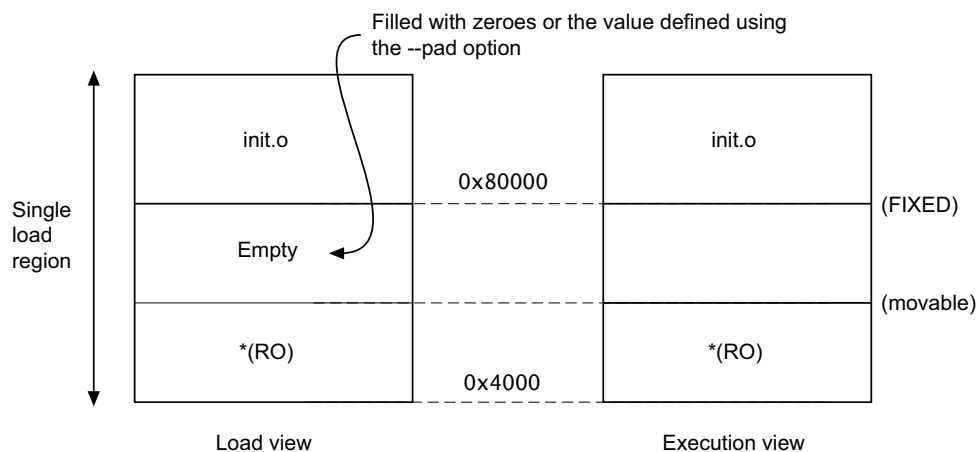 Filled with zeroes or the value defined using
the --pad option
init.o
init.o
0x80000
(FIXED)
Single
load
region
Empty
(movable)
*(RO)
*(RO)
0x4000
Load view
Execution view